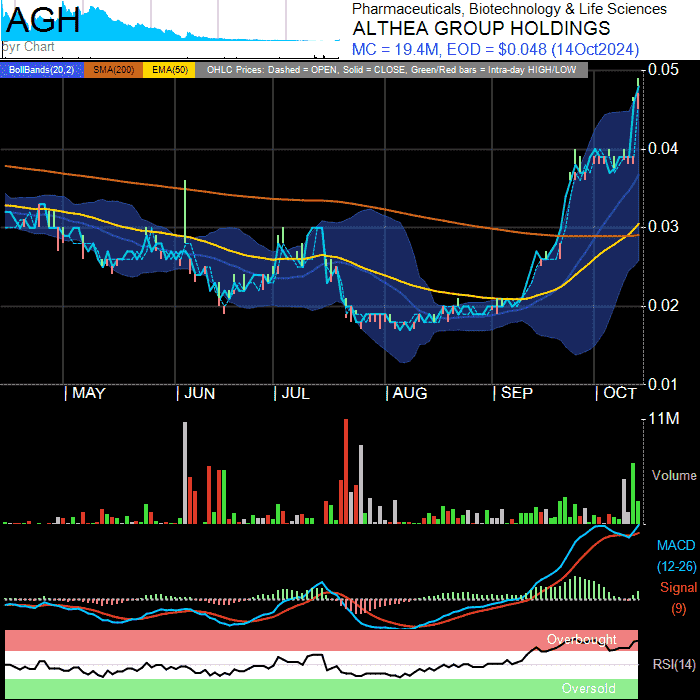 AGH
Pharmaceuticals, Biotechnology & Life Sciences
ALTHEA GROUP HOLDINGS
MC = 19.4M, EOD = $0.048 (14Oct2024)
5yr Chart
BollBands(20,2) SMA(200) EMA(50) OHLC Prices: Dashed = OPEN, Solid = CLOSE, Green/Red bars = Intra-day HIGH/LOW
0.05
0.04
0.03
0.02
0.01
MAY JUN JUL AUG SEP OCT
11M
Volume
MACD
(12-26)
Signal
(9)
Overbought
RSI(14)
Oversold